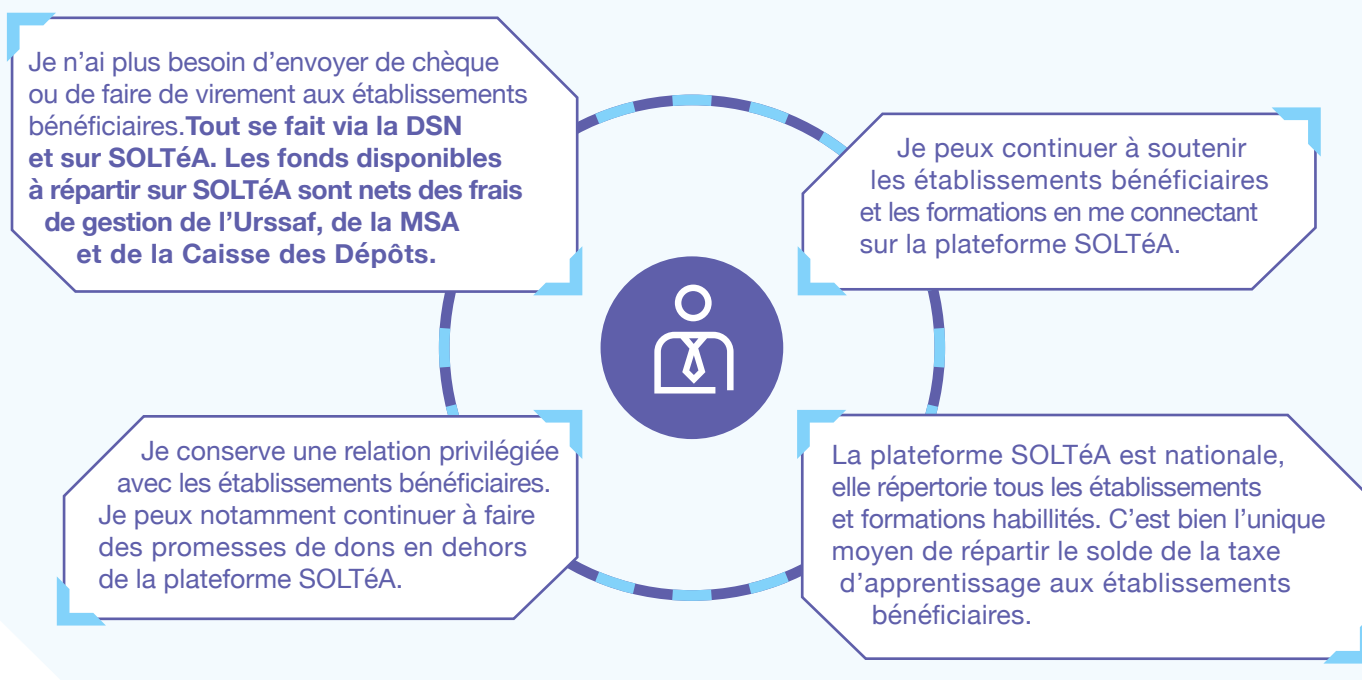 Je n’ai plus besoin d’envoyer de chèque
ou de faire de virement aux établissements
bénéficiaires.Tout se fait via la DSN
et sur SOLTéA. Les fonds disponibles
à répartir sur SOLTéA sont nets des frais
de gestion de l’Urssaf, de la MSA
et de la Caisse des Dépôts.
Je peux continuer à soutenir
les établissements bénéficiaires
et les formations en me connectant
sur la plateforme SOLTéA.
Je conserve une relation privilégiée
avec les établissements bénéficiaires.
Je peux notamment continuer à faire
des promesses de dons en dehors
de la plateforme SOLTéA.
La plateforme SOLTéA est nationale,
elle répertorie tous les établissements
et formations habillités. C’est bien l’unique
moyen de répartir le solde de la taxe
d’apprentissage aux établissements
bénéficiaires.